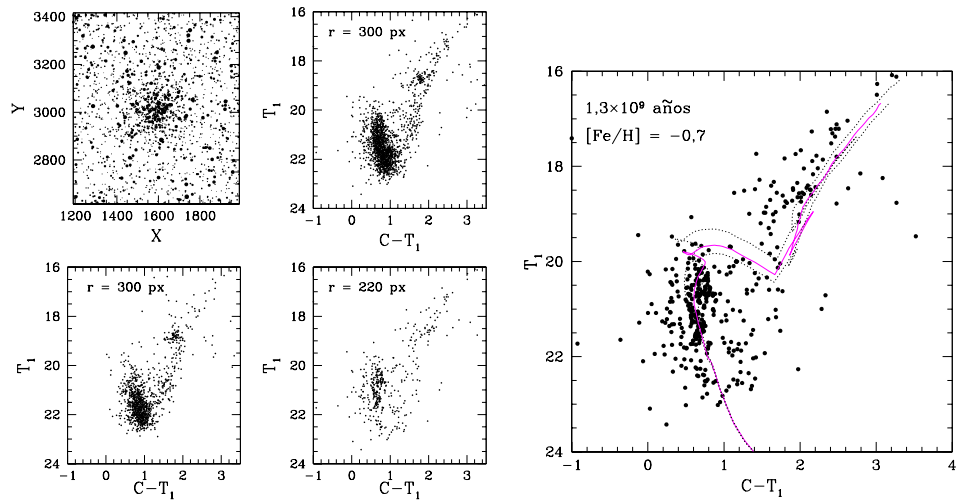 3400
3200
3000
2800
Y
1200 1400 1600 1800
X
16
18
20
22
24
T1
r = 300 px
−1 0 1 2 3
C−T1
16
18
20
22
24
T1
r = 300 px
−1 0 1 2 3
C−T1
16
18
20
22
24
T1
r = 220 px
−1 0 1 2 3
C−T1
16
18
20
22
24
T1
1,3×10⁹ años
[Fe/H] = −0,7
−1 0 1 2 3 4
C−T1